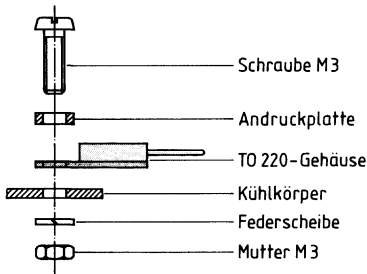 Schraube M3
Andruckplatte
TO 220-Gehäuse
Kühlkörper
Federscheibe
Mutter M3